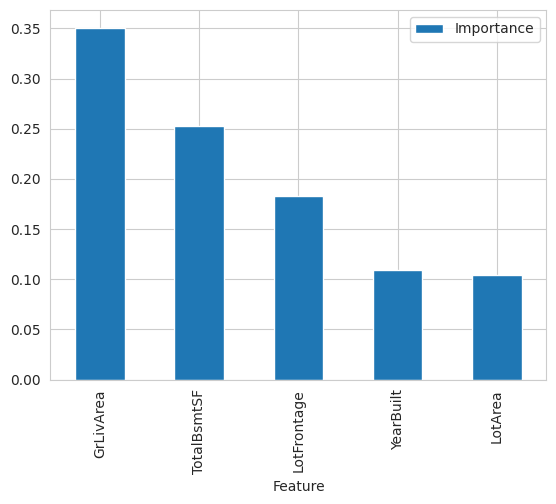 Importance
0.35
0.30
0.25
0.20
0.15
0.10
0.05
0.00
GrLivArea
TotalBsmtSF
LotFrontage
YearBuilt
LotArea
Feature